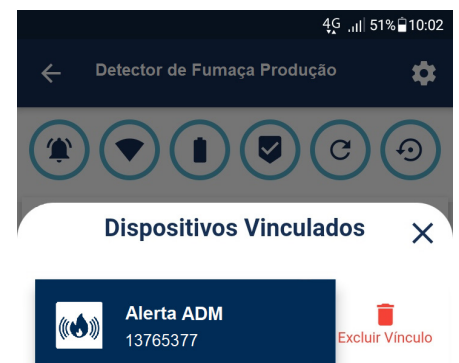 4G 51% 10:02
Detector de Fumaça Produção
Dispositivos Vinculados
Alerta ADM
13765377
Excluir Vínculo